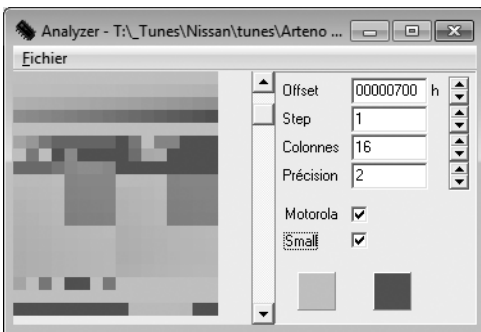 Analyzer - T:\_Tunes\Nissan\tunes\Arteno ...
Fichier
Offset 00000700 h
Step 1
Colonnes 16
Précision 2
Motorola
Small